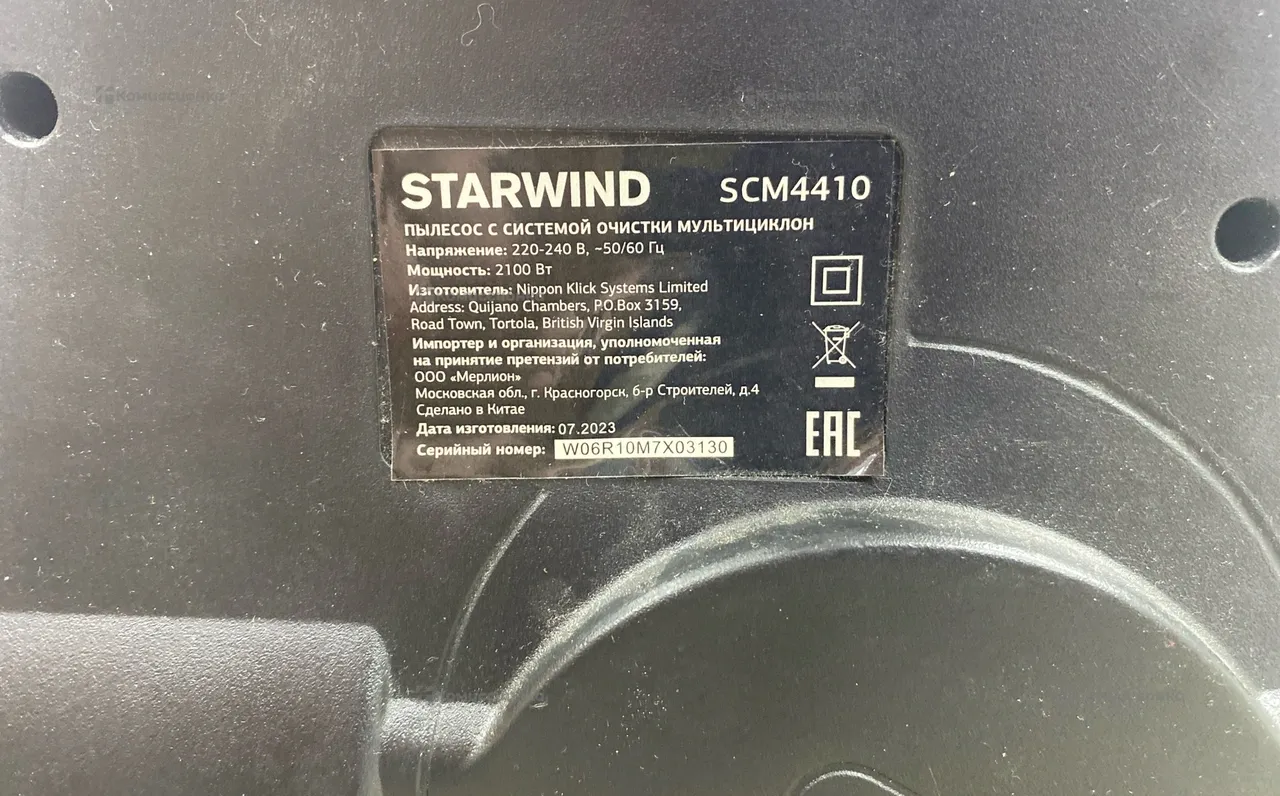 STARWIND SCM4410
ПЫЛЕСОС С СИСТЕМОЙ ОЧИСТКИ МУЛЬТИЦИКЛОН
Напряжение: 220-240 В, ~50/60 Гц
Мощность: 2100 Вт
Изготовитель: Nippon Klick Systems Limited
Address: Quijano Chambers, P.O.Box 3159,
Road Town, Tortola, British Virgin Islands
Импортер и организация, уполномоченная
на принятие претензий от потребителей:
ООО «Мерлион»
Московская обл., г. Красногорск, б-р Строителей, д.4
Сделано в Китае
Дата изготовления: 07.2023
Серийный номер: W06R10M7X03130
EAC